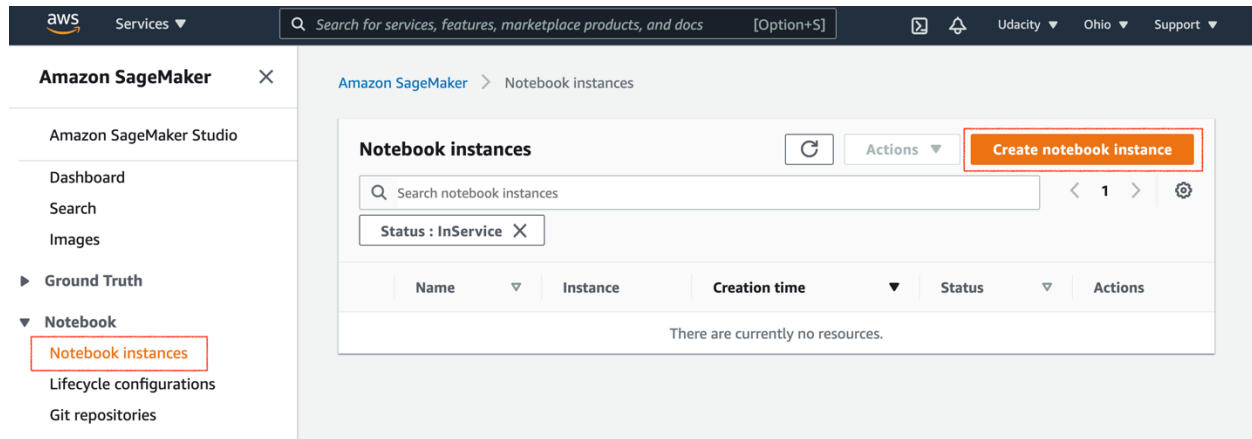 aws Services ▼ Search for services, features, marketplace products, and docs [Option+S] Udacity ▼ Ohio ▼ Support ▼
Amazon SageMaker
Amazon SageMaker Studio
Dashboard
Search
Images
Ground Truth
Notebook
Notebook instances
Lifecycle configurations
Git repositories
Amazon SageMaker > Notebook instances
Notebook instances Actions ▼ Create notebook instance
Search notebook instances < 1 >
Status : InService ✕
Name Instance Creation time Status Actions
There are currently no resources.